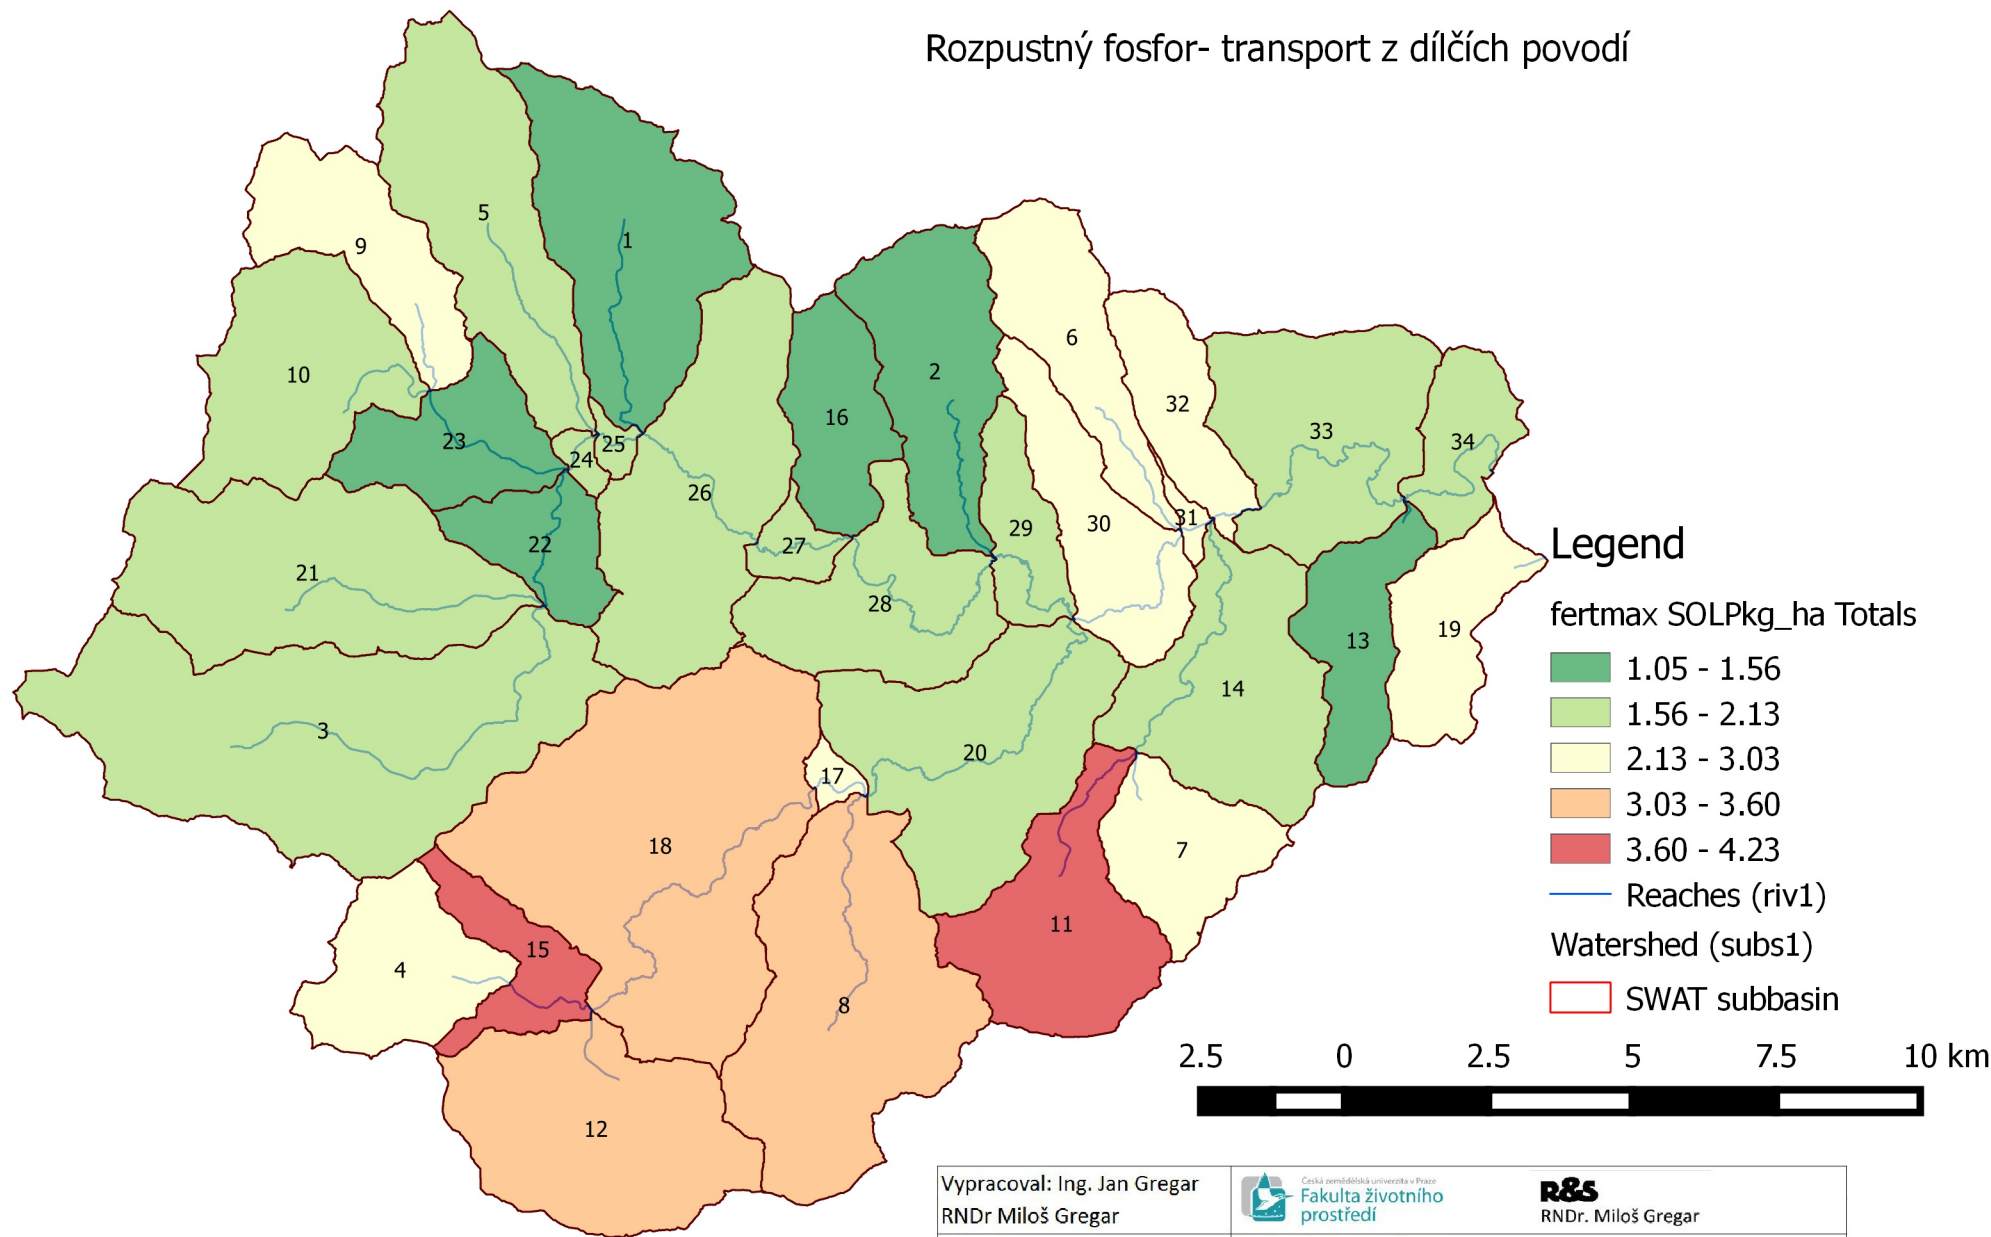 Rozpustný fosfor- transport z dílčích povodí
5
1
9
6
2
10
32
16
33
23
34
25
24
26
31
30
29
22
27
21
28
19
13
14
3
20
17
18
7
11
15
4
8
12
Legend
fertmax SOLPkg_ha Totals
1.05 - 1.56
1.56 - 2.13
2.13 - 3.03
3.03 - 3.60
3.60 - 4.23
Reaches (riv1)
Watershed (subs1)
SWAT subbasin
2.5 0 2.5 5 7.5 10 km
Vypracoval: Ing. Jan Gregar
RNDr Miloš Gregar
Česká zemědělská univerzita v Praze
Fakulta životního
prostředí
R&S
RNDr. Miloš Gregar